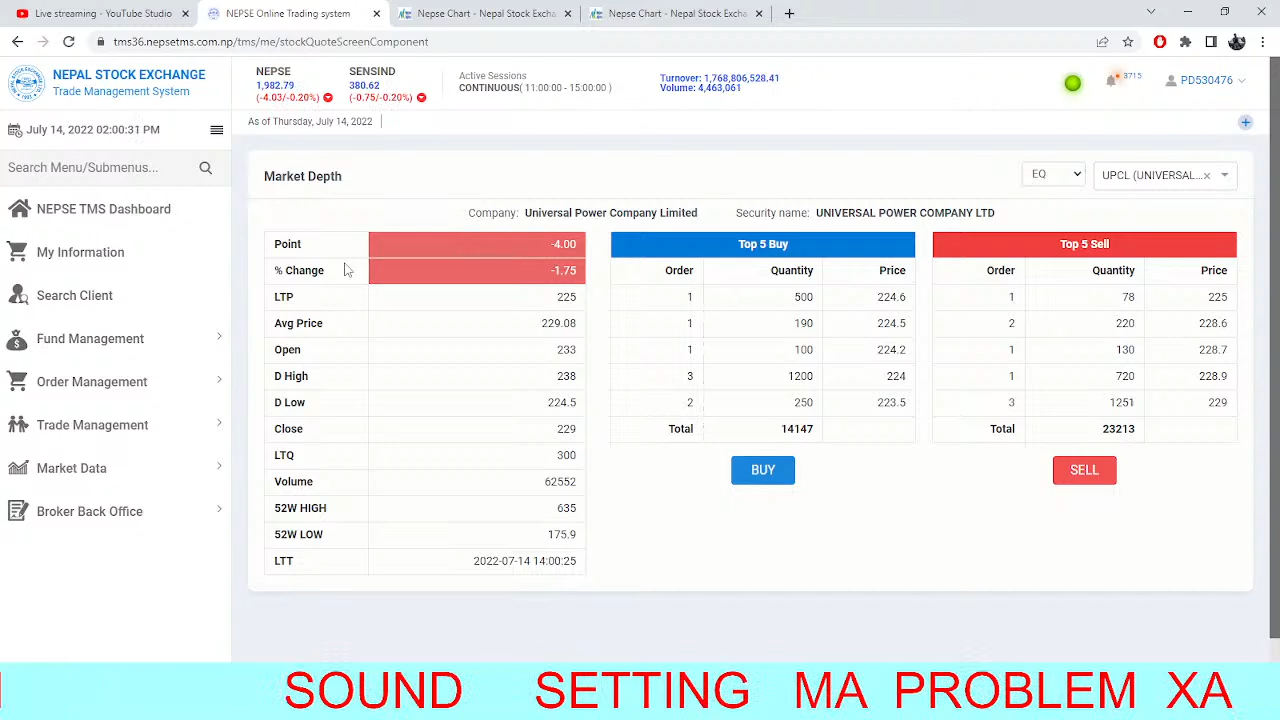 Live streaming - YouTube Studio
NEPSE Online Trading system
Nepse Chart - Nepal Stock Excha
Nepse Chart - Nepal Stock Excha
tms36.nepsetms.com.np/tms/me/stockQuoteScreenComponent
NEPAL STOCK EXCHANGE
Trade Management System
NEPSE
1,982.79
(-4.03/-0.20%)
SENSIND
380.62
(-0.75/-0.20%)
Active Sessions
CONTINUOUS ( 11:00:00 - 15:00:00 )
Turnover: 1,768,806,528.41
Volume: 4,463,061
3715
PD530476
July 14, 2022 02:00:31 PM
As of Thursday, July 14, 2022
Search Menu/Submenus...
NEPSE TMS Dashboard
My Information
Search Client
Fund Management
Order Management
Trade Management
Market Data
Broker Back Office
Market Depth
EQ
UPCL (UNIVERSAL...
Company: Universal Power Company Limited
Security name: UNIVERSAL POWER COMPANY LTD
Point -4.00
% Change -1.75
LTP 225
Avg Price 229.08
Open 233
D High 238
D Low 224.5
Close 229
LTQ 300
Volume 62552
52W HIGH 635
52W LOW 175.9
LTT 2022-07-14 14:00:25
Top 5 Buy
Order Quantity Price
1 500 224.6
1 190 224.5
1 100 224.2
3 1200 224
2 250 223.5
Total 14147
BUY
Top 5 Sell
Order Quantity Price
1 78 225
2 220 228.6
1 130 228.7
1 720 228.9
3 1251 229
Total 23213
SELL
SOUND SETTING MA PROBLEM XA